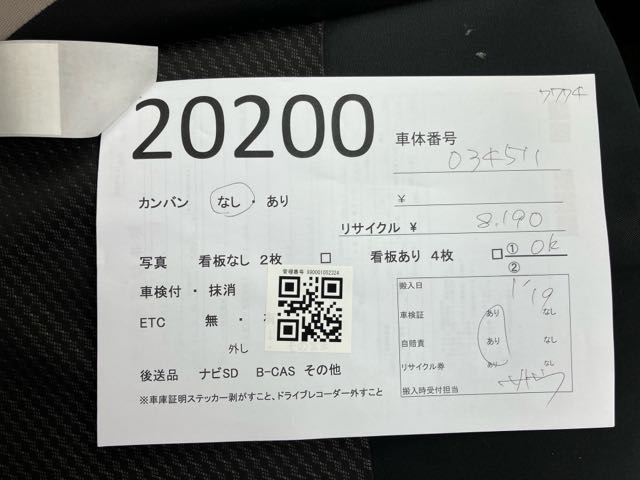 20200
車体番号
034511
カンバン なし ・ あり
¥
リサイクル ¥ 8,190
写真 看板なし 2枚 □ 看板あり 4枚 □ ① OK
②
管理番号
車検付 ・ 抹消
ETC 無 ・
外し
後送品 ナビSD B-CAS その他
※車庫証明ステッカー剥がすこと、ドライブレコーダー外すこと
搬入日 1/19
車検証 あり なし
自賠責 あり なし
リサイクル券 あり なし
搬入時受付担当